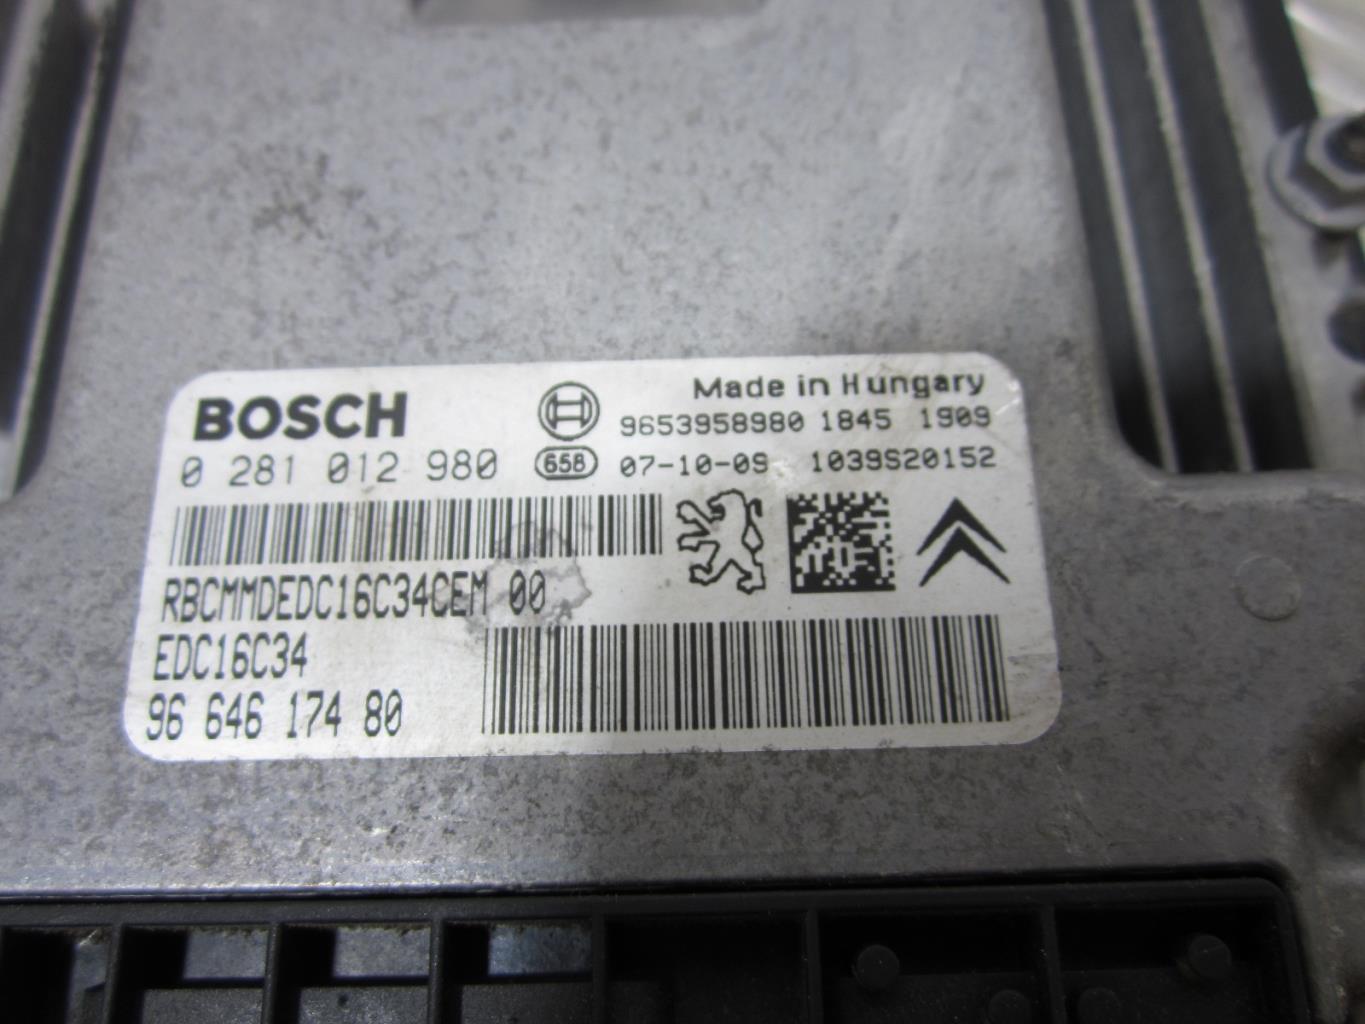 BOSCH
Made in Hungary
9653958980 1845 1909
0 281 012 980
658
07-10-09 1039S20152
RBCMMDEDC16C34CEM 00
EDC16C34
96 646 174 80